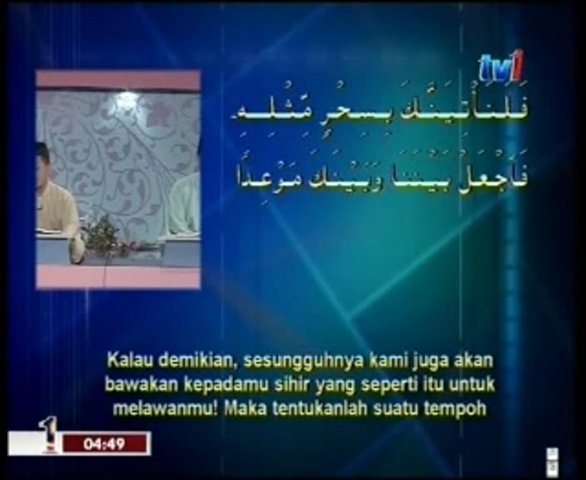 tv1
فَلَنَأْتِيَنَّكَ بِسِحْرٍ مِّثْلِهِ
فَاجْعَلْ بَيْنَنَا وَبَيْنَكَ مَوْعِدًا
Kalau demikian, sesungguhnya kami juga akan
bawakan kepadamu sihir yang seperti itu untuk
melawanmu! Maka tentukanlah suatu tempoh
1
04:49